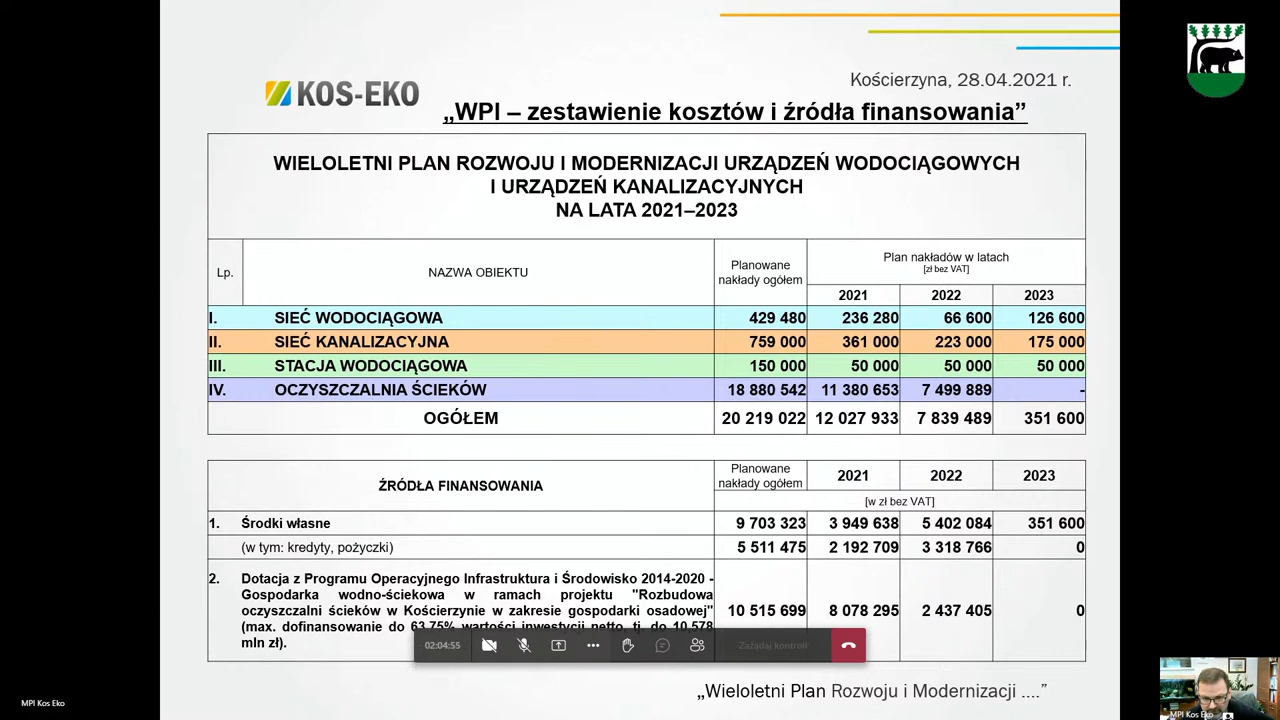 KOS-EKO
Kościerzyna, 28.04.2021 r.
„WPI – zestawienie kosztów i źródła finansowania”
WIELOLETNI PLAN ROZWOJU I MODERNIZACJI URZĄDZEŃ WODOCIĄGOWYCH
I URZĄDZEŃ KANALIZACYJNYCH
NA LATA 2021–2023
Lp. NAZWA OBIEKTU Planowane nakłady ogółem Plan nakładów w latach
[zł bez VAT]
2021 2022 2023
I. SIEĆ WODOCIĄGOWA 429 480 236 280 66 600 126 600
II. SIEĆ KANALIZACYJNA 759 000 361 000 223 000 175 000
III. STACJA WODOCIĄGOWA 150 000 50 000 50 000 50 000
IV. OCZYSZCZALNIA ŚCIEKÓW 18 880 542 11 380 653 7 499 889 -
OGÓŁEM 20 219 022 12 027 933 7 839 489 351 600
ŹRÓDŁA FINANSOWANIA Planowane nakłady ogółem 2021 2022 2023
[w zł bez VAT]
1. Środki własne 9 703 323 3 949 638 5 402 084 351 600
(w tym: kredyty, pożyczki) 5 511 475 2 192 709 3 318 766 0
2. Dotacja z Programu Operacyjnego Infrastruktura i Środowisko 2014-2020 -
Gospodarka wodno-ściekowa w ramach projektu "Rozbudowa
oczyszczalni ścieków w Kościerzynie w zakresie gospodarki osadowej" 10 515 699 8 078 295 2 437 405 0
(max. dofinansowanie do 63,75% wartości inwestycji netto, tj. do 10,578
mln zł).
02:04:55 Zażądaj kontroli
„Wieloletni Plan Rozwoju i Modernizacji ....”
MPI Kos Eko
MPI Kos Eko